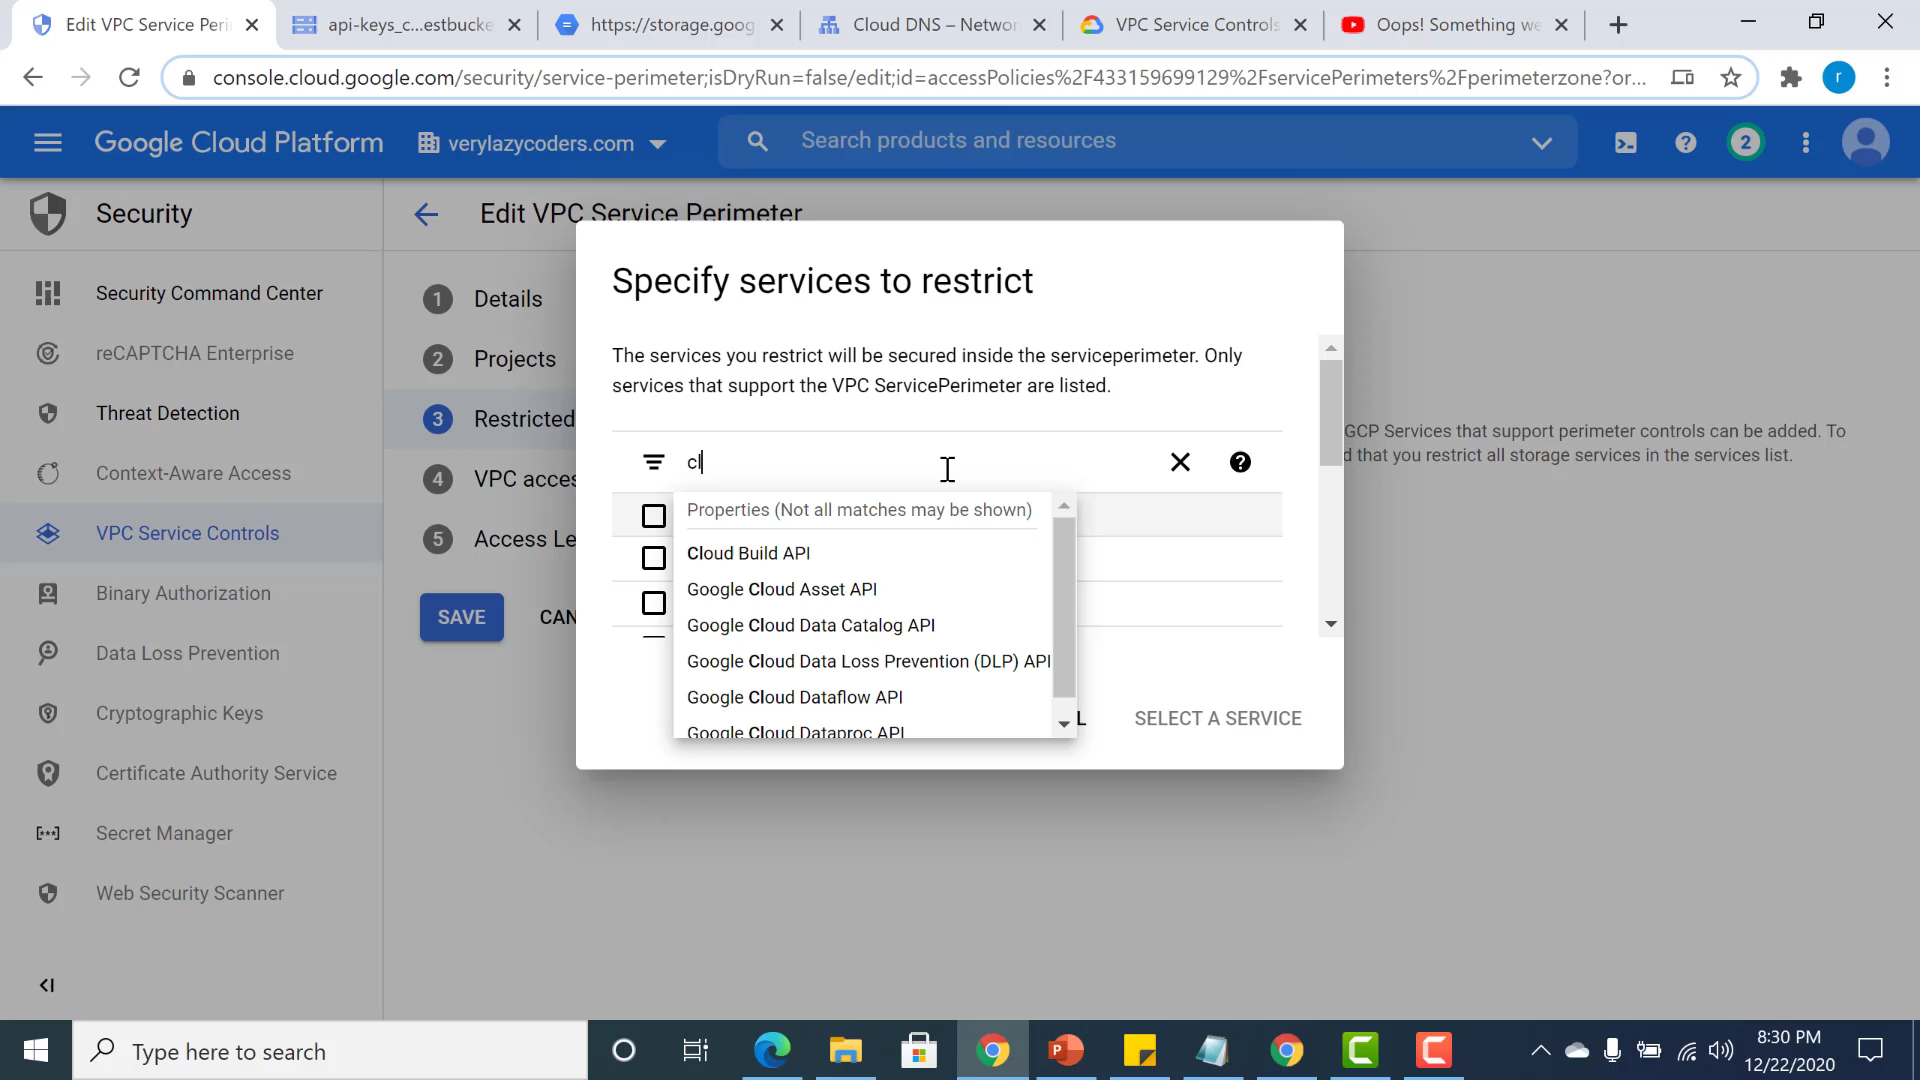 Edit VPC Service Peri
api-keys_c...estbucke
https://storage.goog
Cloud DNS – Networ
VPC Service Controls
Oops! Something we
console.cloud.google.com/security/service-perimeter;isDryRun=false/edit;id=accessPolicies%2F433159699129%2FservicePerimeters%2Fperimeterzone?or...
r
Google Cloud Platform
verylazycoders.com
Search products and resources
2
Security
Security Command Center
reCAPTCHA Enterprise
Threat Detection
Context-Aware Access
VPC Service Controls
Binary Authorization
Data Loss Prevention
Cryptographic Keys
Certificate Authority Service
Secret Manager
Web Security Scanner
Edit VPC Service Perimeter
1 Details
2 Projects
3 Restricted
4 VPC acces
5 Access Le
SAVE
CAN
GCP Services that support perimeter controls can be added. To
d that you restrict all storage services in the services list.
Specify services to restrict
The services you restrict will be secured inside the serviceperimeter. Only
services that support the VPC ServicePerimeter are listed.
cl
Properties (Not all matches may be shown)
Cloud Build API
Google Cloud Asset API
Google Cloud Data Catalog API
Google Cloud Data Loss Prevention (DLP) API
Google Cloud Dataflow API
Google Cloud Dataproc API
L
SELECT A SERVICE
Type here to search
8:30 PM
12/22/2020